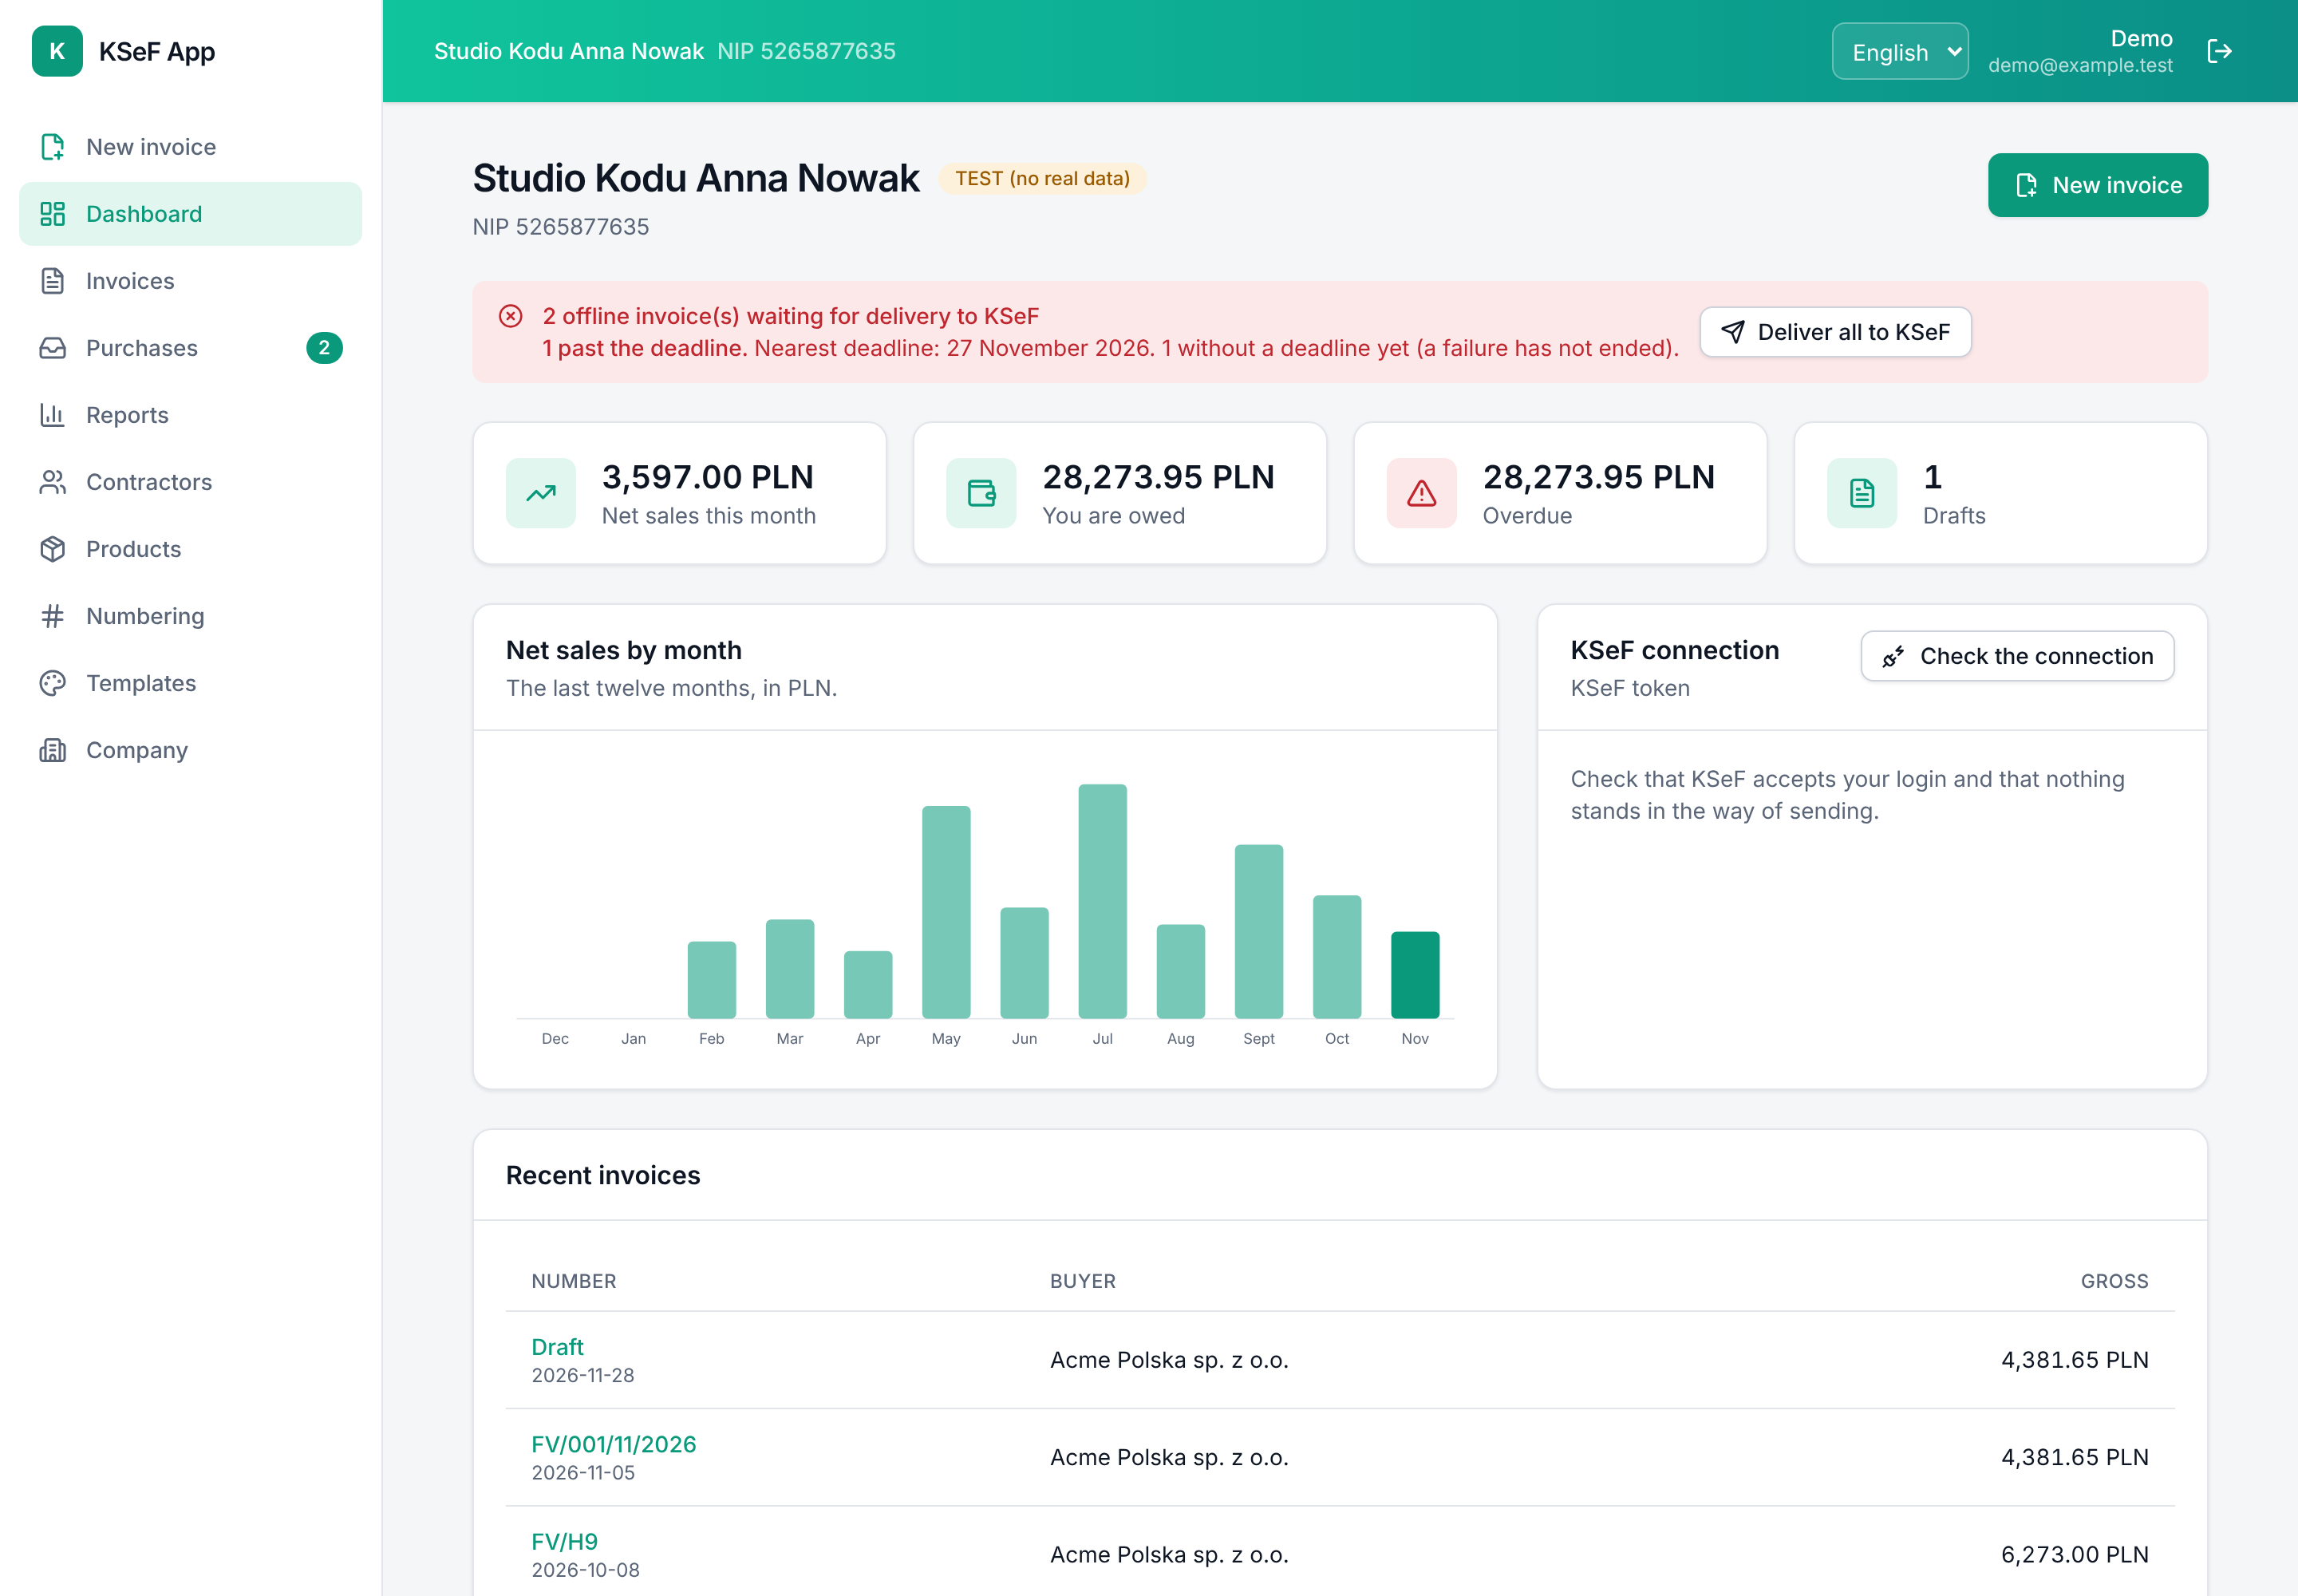 K
KSeF App
Studio Kodu Anna Nowak NIP 5265877635
English
Demo
demo@example.test
New invoice
Dashboard
Invoices
Purchases 2
Reports
Contractors
Products
Numbering
Templates
Company
Studio Kodu Anna Nowak TEST (no real data)
NIP 5265877635
New invoice
2 offline invoice(s) waiting for delivery to KSeF
1 past the deadline. Nearest deadline: 27 November 2026. 1 without a deadline yet (a failure has not ended).
Deliver all to KSeF
3,597.00 PLN
Net sales this month
28,273.95 PLN
You are owed
28,273.95 PLN
Overdue
1
Drafts
Net sales by month
The last twelve months, in PLN.
Dec Jan Feb Mar Apr May Jun Jul Aug Sept Oct Nov
KSeF connection
KSeF token
Check the connection
Check that KSeF accepts your login and that nothing
stands in the way of sending.
Recent invoices
NUMBER BUYER GROSS
Draft
2026-11-28
Acme Polska sp. z o.o. 4,381.65 PLN
FV/001/11/2026
2026-11-05
Acme Polska sp. z o.o. 4,381.65 PLN
FV/H9
2026-10-08
Acme Polska sp. z o.o. 6,273.00 PLN